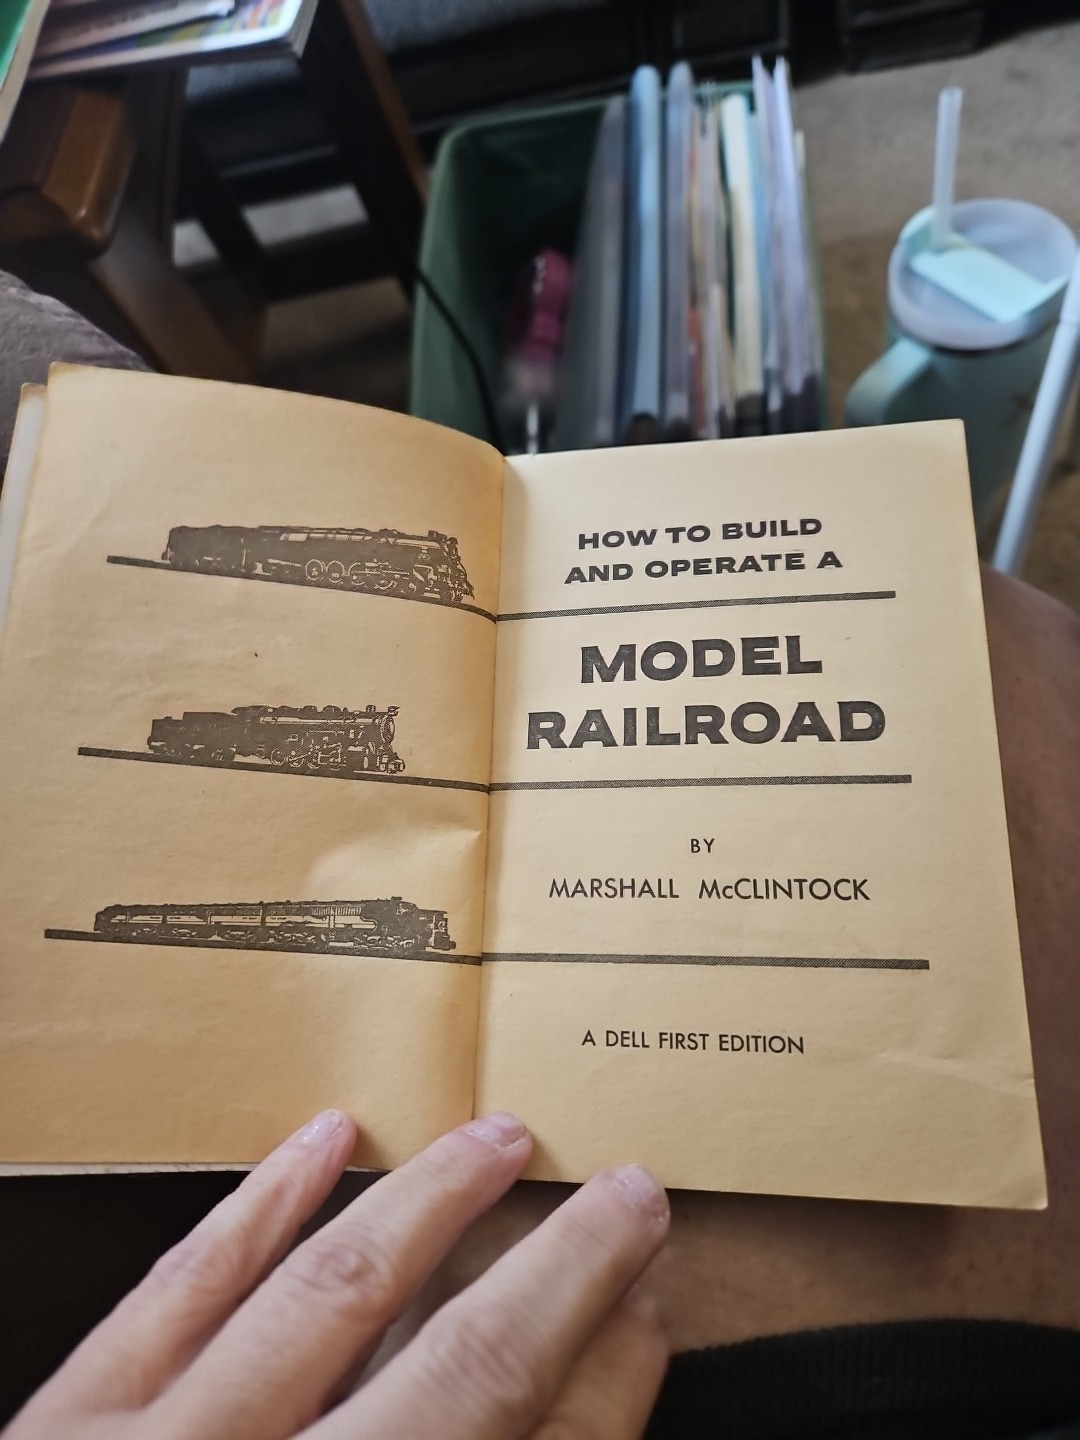 HOW TO BUILD
AND OPERATE A
MODEL
RAILROAD
BY
MARSHALL McCLINTOCK
A DELL FIRST EDITION